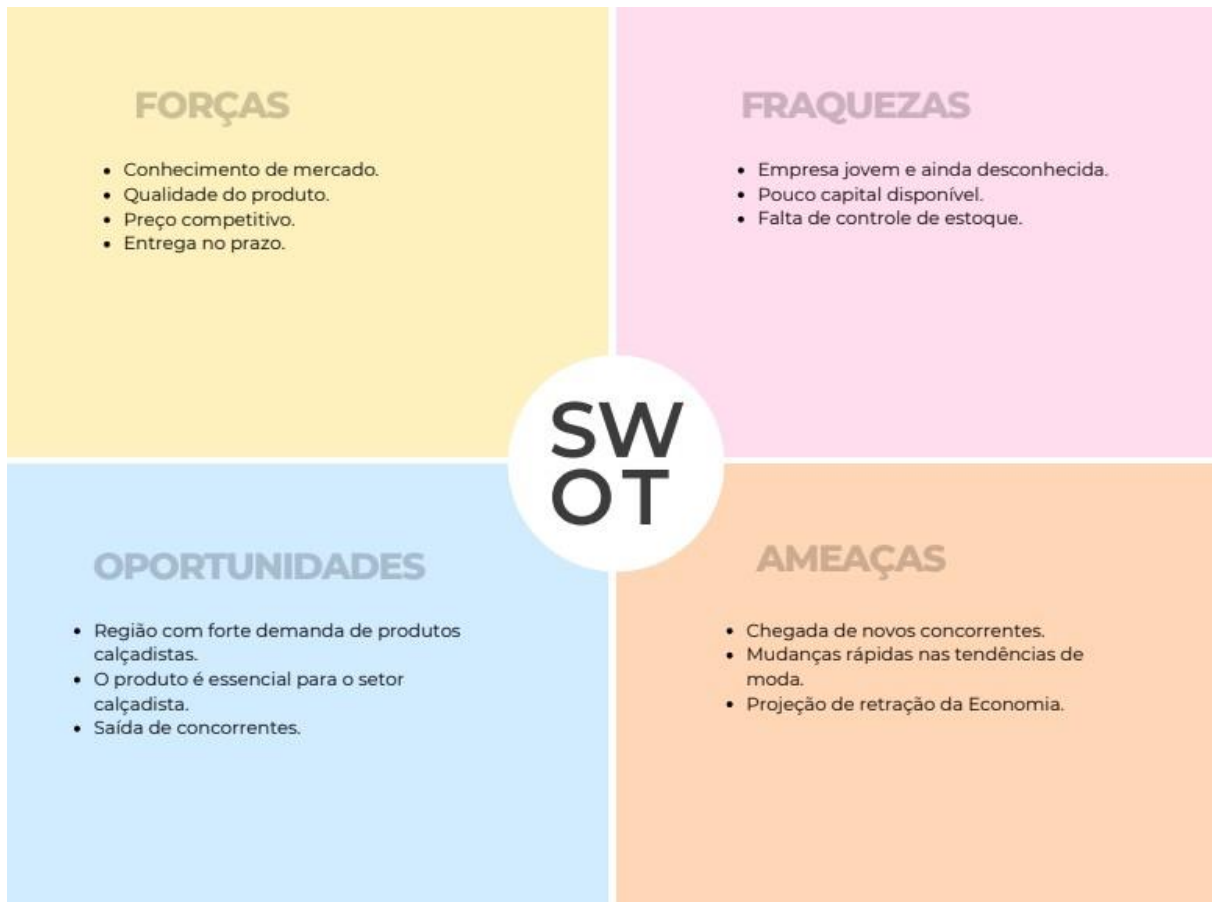 FORÇAS
• Conhecimento de mercado.
• Qualidade do produto.
• Preço competitivo.
• Entrega no prazo.
FRAQUEZAS
• Empresa jovem e ainda desconhecida.
• Pouco capital disponível.
• Falta de controle de estoque.
SW
OT
OPORTUNIDADES
• Região com forte demanda de produtos
calçadistas.
• O produto é essencial para o setor
calçadista.
• Saída de concorrentes.
AMEAÇAS
• Chegada de novos concorrentes.
• Mudanças rápidas nas tendências de
moda.
• Projeção de retração da Economia.